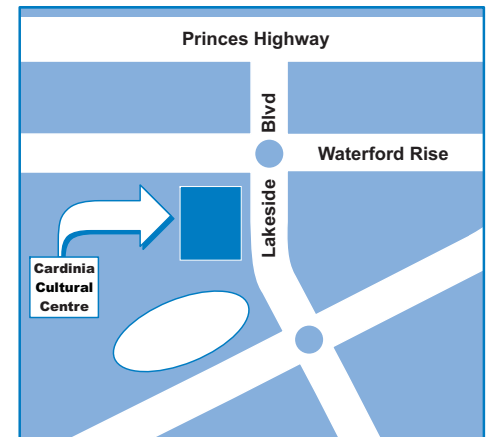 Princes Highway
Lakeside Blvd
Waterford Rise
Cardinia
Cultural
Centre